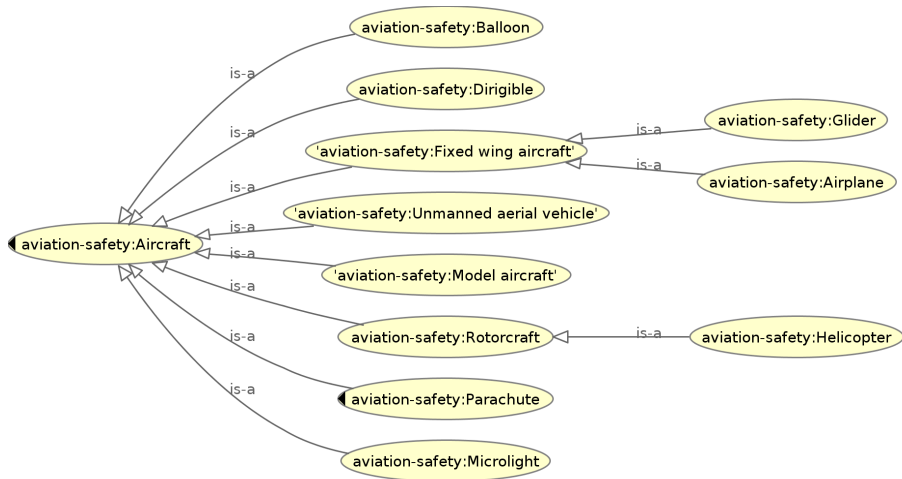 aviation-safety:Balloon
is-a
aviation-safety:Dirigible
is-a
aviation-safety:Glider
is-a
'aviation-safety:Fixed wing aircraft'
is-a
aviation-safety:Airplane
is-a
'aviation-safety:Unmanned aerial vehicle'
is-a
aviation-safety:Aircraft
is-a
'aviation-safety:Model aircraft'
is-a
aviation-safety:Rotorcraft
is-a
aviation-safety:Helicopter
is-a
aviation-safety:Parachute
is-a
aviation-safety:Microlight